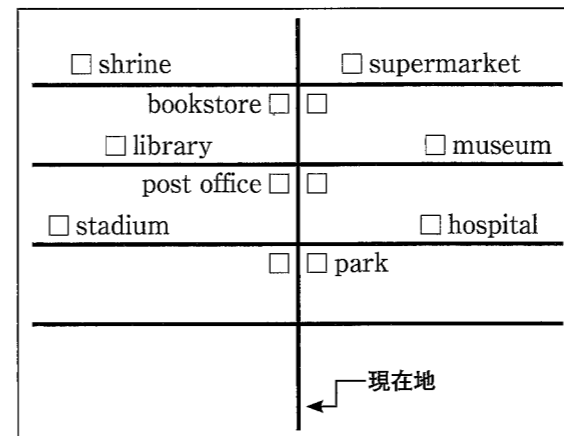 shrine supermarket
bookstore
library museum
post office
stadium hospital
park
現在地